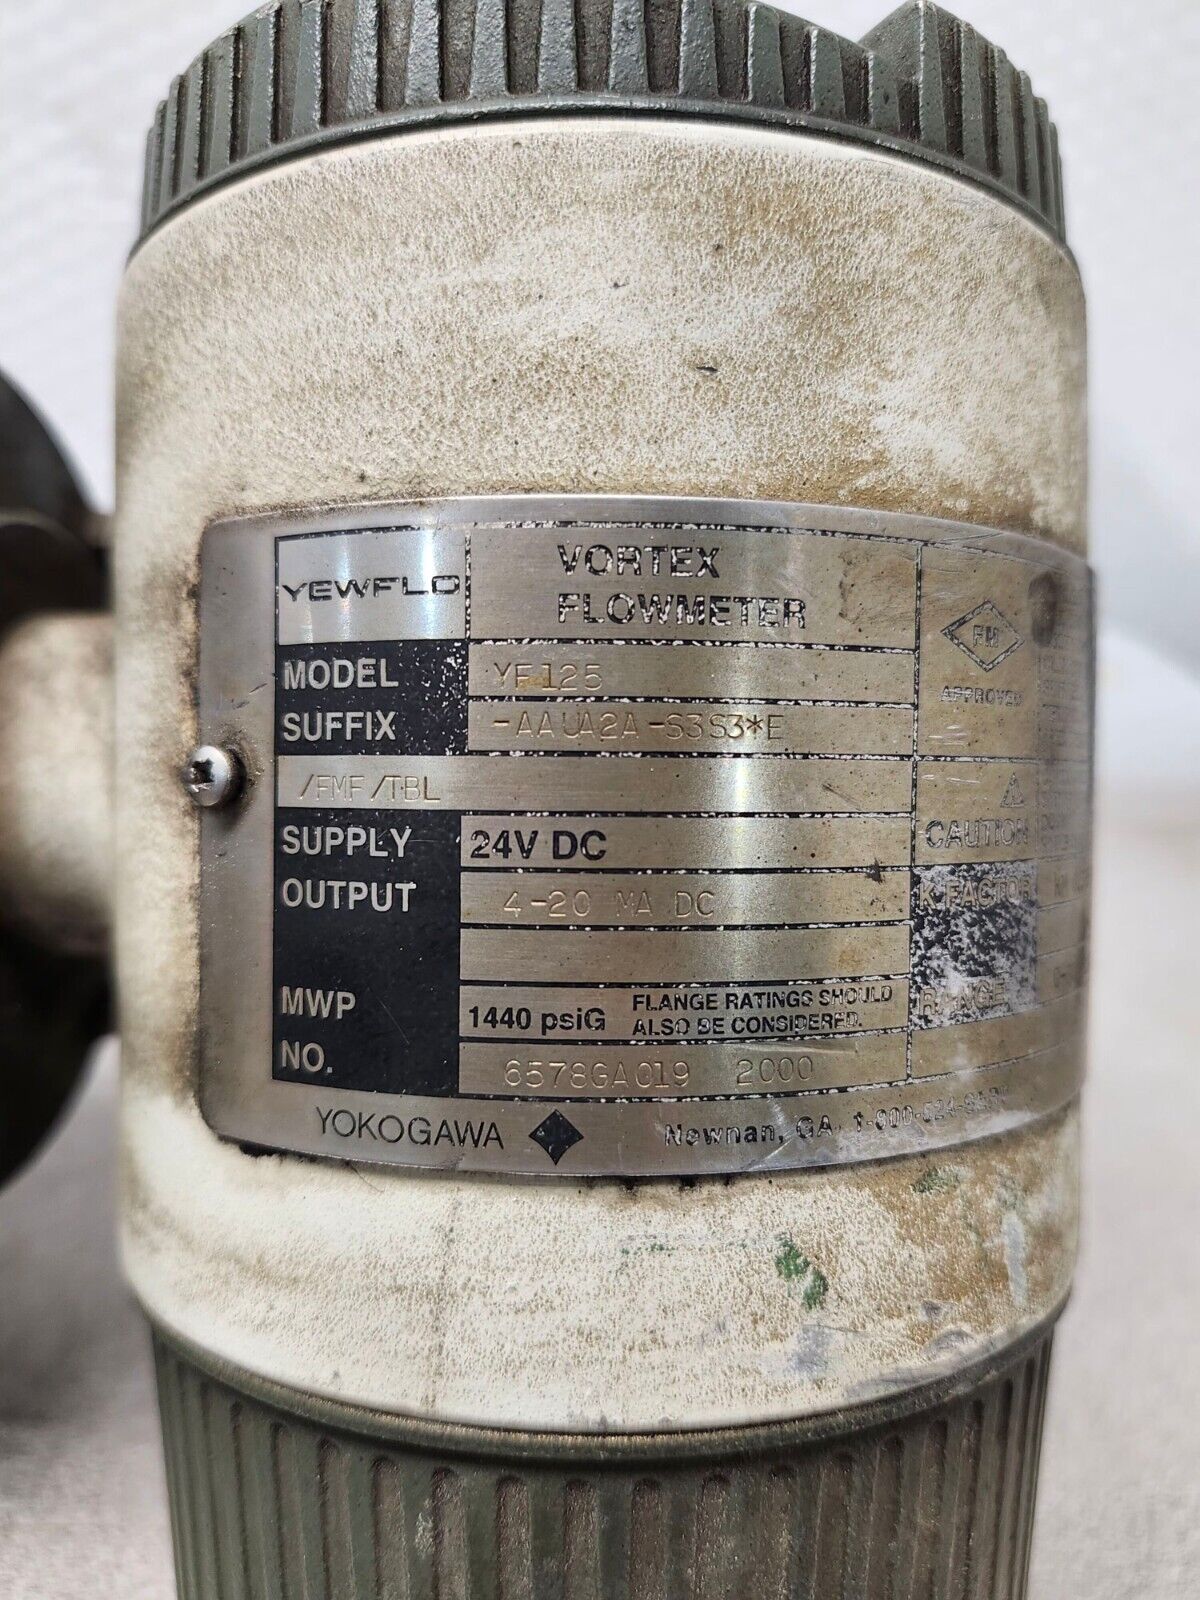 YEWFLO
VORTEX
FLOWMETER
MODEL YF125
SUFFIX -AAUA2A-S3S3*E
/FMF/TBL
SUPPLY 24V DC
OUTPUT 4-20 MA DC
MWP 1440 psiG FLANGE RATINGS SHOULD
ALSO BE CONSIDERED.
NO. 6578GA019 2000
YOKOGAWA Newnan, GA.
FM
APPROVED
CAUTION
K FACTOR
RANGE